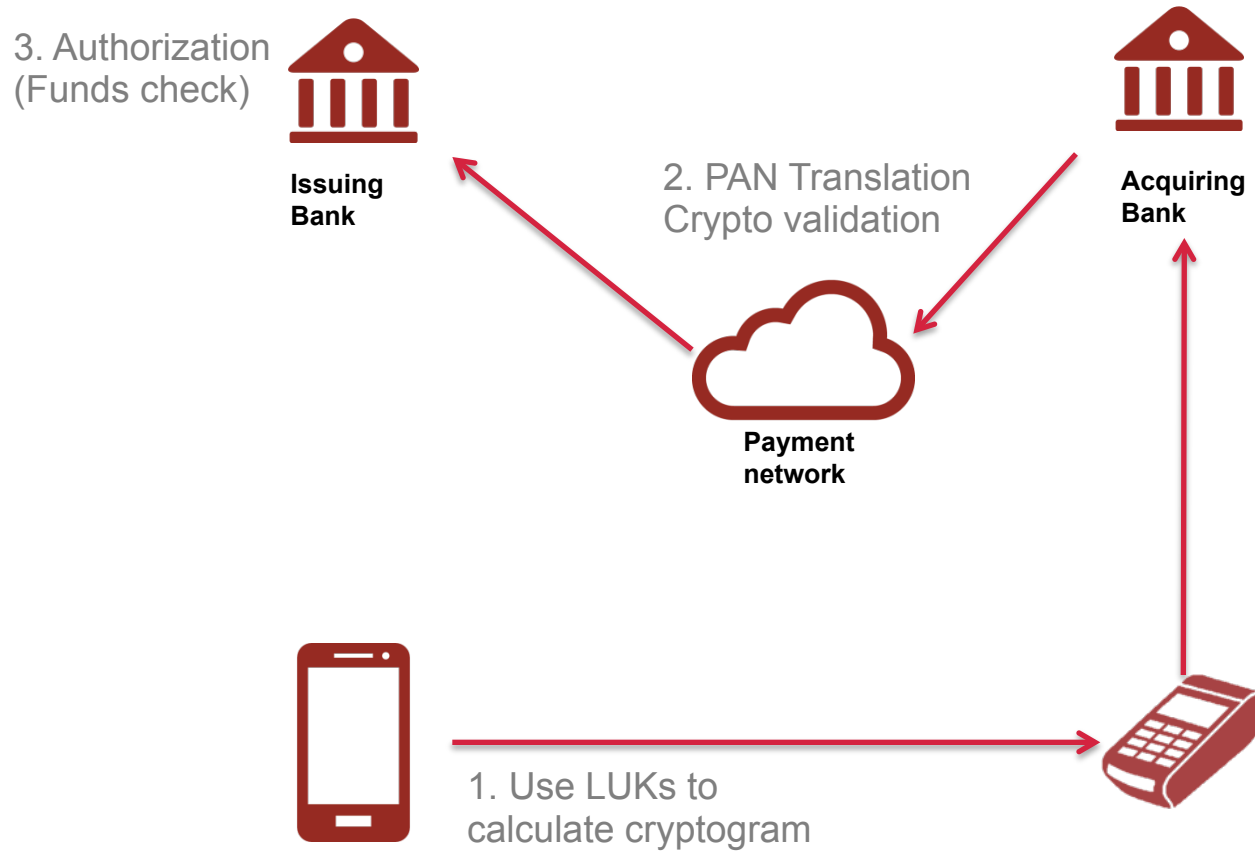 3. Authorization
(Funds check)
Issuing
Bank
2. PAN Translation
Crypto validation
Acquiring
Bank
Payment
network
1. Use LUKs to
calculate cryptogram